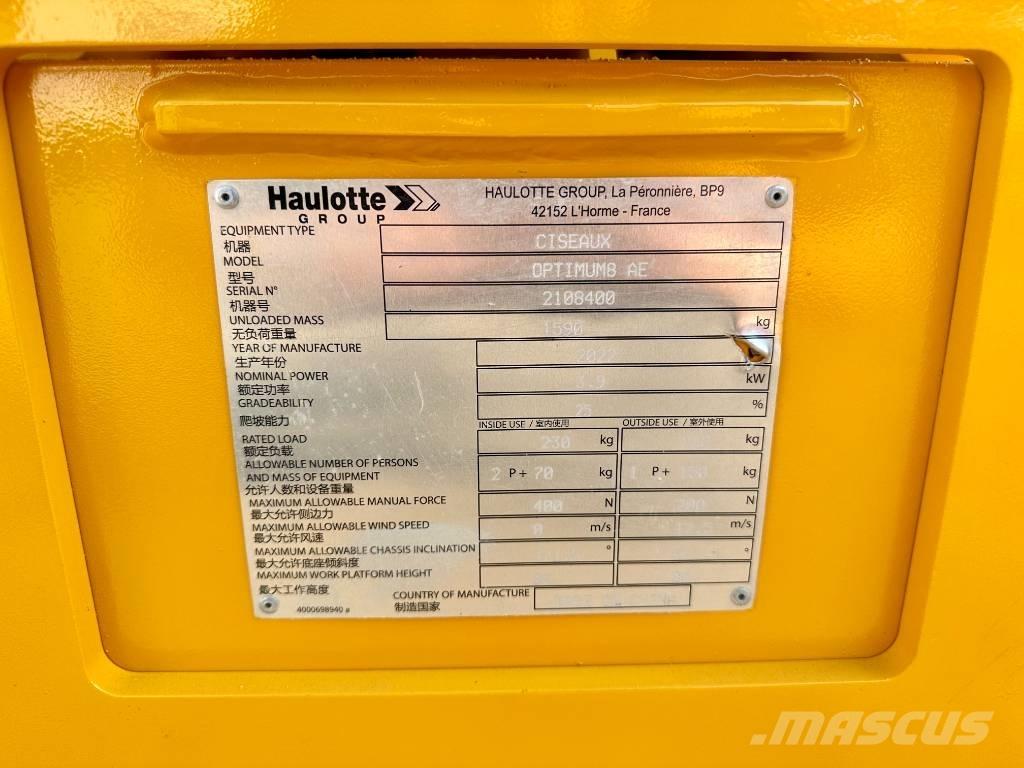 Haulotte
GROUP
HAULOTTE GROUP, La Péronnière, BP9
42152 L'Horme - France
EQUIPMENT TYPE CISEAUX
机器
MODEL OPTIMUM8 AE
型号
SERIAL N° 2108400
机器号
UNLOADED MASS 1590 kg
无负荷重量
YEAR OF MANUFACTURE 2022
生产年份
NOMINAL POWER kW
额定功率
GRADEABILITY 25 %
爬坡能力
INSIDE USE / 室内使用 OUTSIDE USE / 室外使用
RATED LOAD 230 kg kg
额定负载
ALLOWABLE NUMBER OF PERSONS
AND MASS OF EQUIPMENT 2 P + 70 kg 1 P + kg
允许人数和设备重量
MAXIMUM ALLOWABLE MANUAL FORCE 400 N 200 N
最大允许侧边力
MAXIMUM ALLOWABLE WIND SPEED 0 m/s m/s
最大允许风速
MAXIMUM ALLOWABLE CHASSIS INCLINATION ° °
最大允许底座倾斜度
MAXIMUM WORK PLATFORM HEIGHT
最大工作高度
COUNTRY OF MANUFACTURE
制造国家
4000698940 a
MASCUS